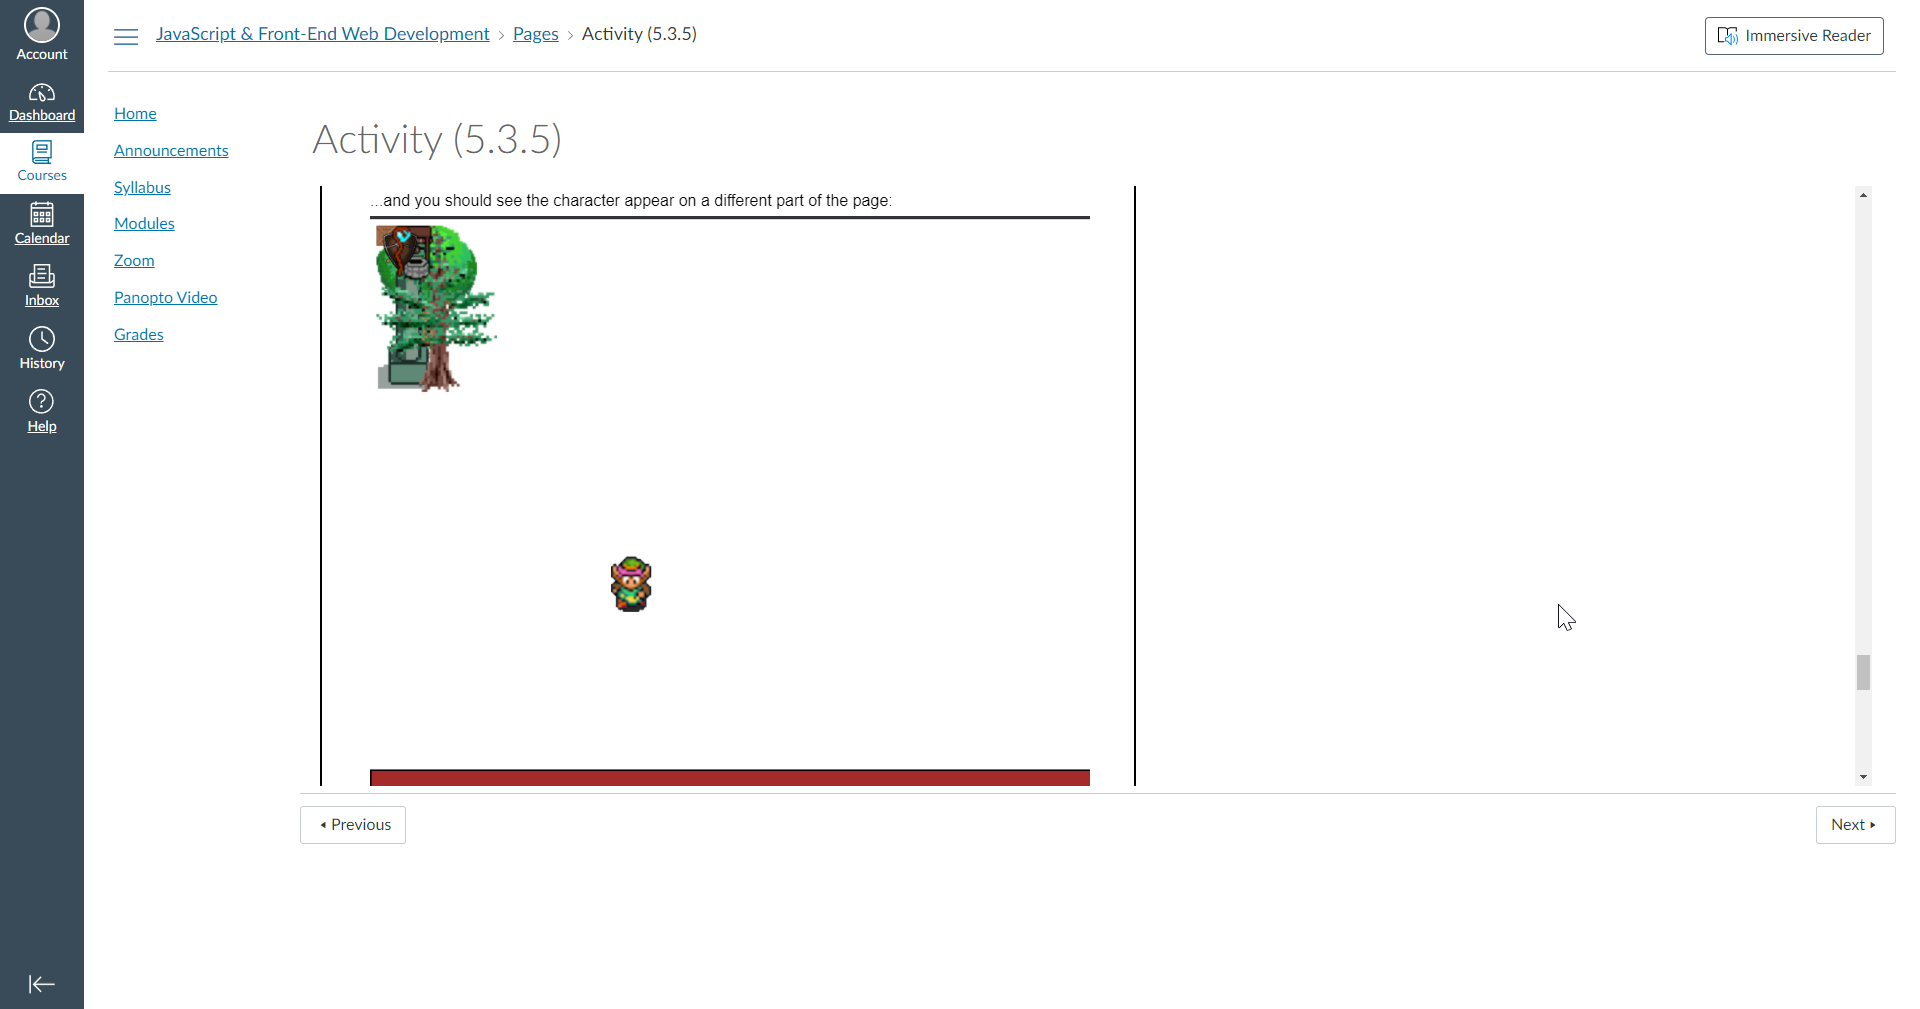 Account
Dashboard
Courses
Calendar
Inbox
History
Help
JavaScript & Front-End Web Development › Pages › Activity (5.3.5)
Immersive Reader
Home
Announcements
Syllabus
Modules
Zoom
Panopto Video
Grades
Activity (5.3.5)
...and you should see the character appear on a different part of the page:
Previous
Next